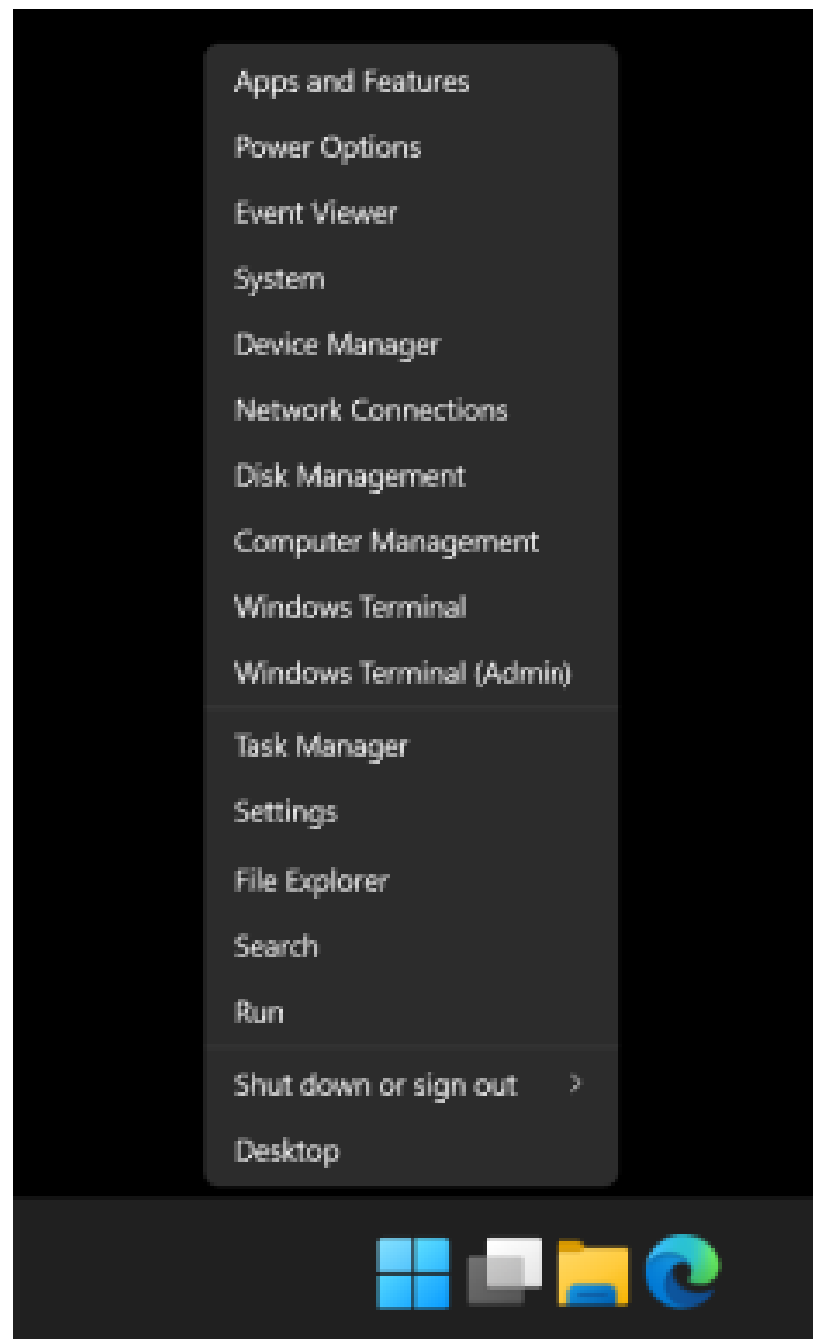 Apps and Features
Power Options
Event Viewer
System
Device Manager
Network Connections
Disk Management
Computer Management
Windows Terminal
Windows Terminal (Admin)
Task Manager
Settings
File Explorer
Search
Run
Shut down or sign out
Desktop